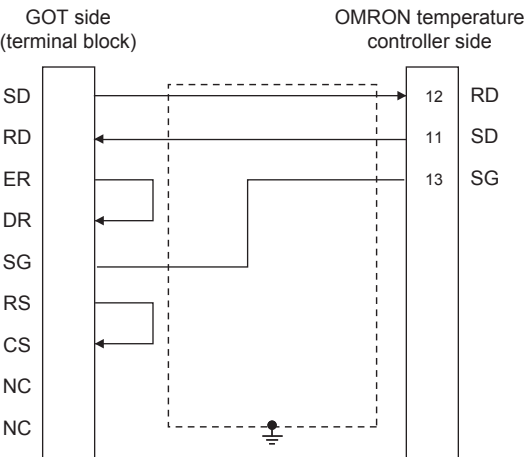 GOT side
(terminal block)
OMRON temperature
controller side
SD
12
RD
RD
11
SD
ER
13
SG
DR
SG
RS
CS
NC
NC